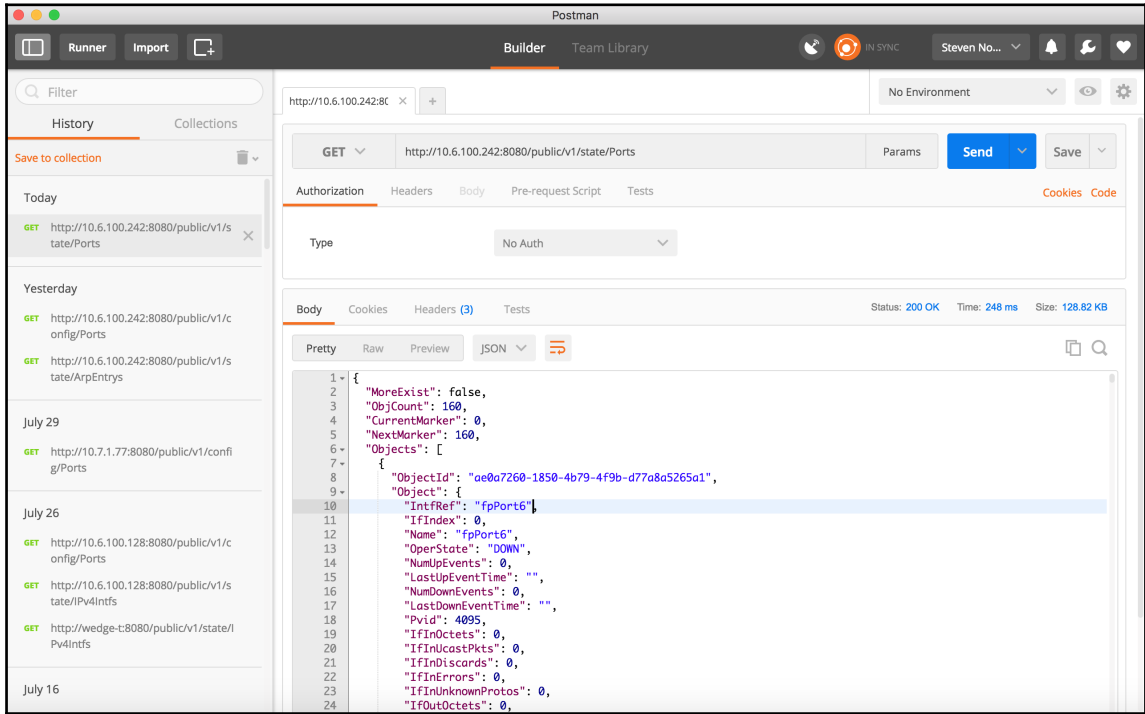 Postman
Runner
Import
Builder
Team Library
IN SYNC
Steven No...
Filter
History
Collections
Save to collection
Today
GET http://10.6.100.242:8080/public/v1/s
tate/Ports
Yesterday
GET http://10.6.100.242:8080/public/v1/c
onfig/Ports
GET http://10.6.100.242:8080/public/v1/s
tate/ArpEntrys
July 29
GET http://10.7.1.77:8080/public/v1/confi
g/Ports
July 26
GET http://10.6.100.128:8080/public/v1/c
onfig/Ports
GET http://10.6.100.128:8080/public/v1/s
tate/IPv4Intfs
GET http://wedge-t:8080/public/v1/state/I
Pv4Intfs
July 16
http://10.6.100.242:80
No Environment
GET http://10.6.100.242:8080/public/v1/state/Ports Params Send Save
Authorization Headers Body Pre-request Script Tests Cookies Code
Type No Auth
Body Cookies Headers (3) Tests Status: 200 OK Time: 248 ms Size: 128.82 KB
Pretty Raw Preview JSON
1 {
2 "MoreExist": false,
3 "ObjCount": 160,
4 "CurrentMarker": 0,
5 "NextMarker": 160,
6 "Objects": [
7 {
8 "ObjectId": "ae0a7260-1850-4b79-4f9b-d77a8a5265a1",
9 "Object": {
10 "IntfRef": "fpPort6",
11 "IfIndex": 0,
12 "Name": "fpPort6",
13 "OperState": "DOWN",
14 "NumUpEvents": 0,
15 "LastUpEventTime": "",
16 "NumDownEvents": 0,
17 "LastDownEventTime": "",
18 "Pvid": 4095,
19 "IfInOctets": 0,
20 "IfInUcastPkts": 0,
21 "IfInDiscards": 0,
22 "IfInErrors": 0,
23 "IfInUnknownProtos": 0,
24 "IfOutOctets": 0,